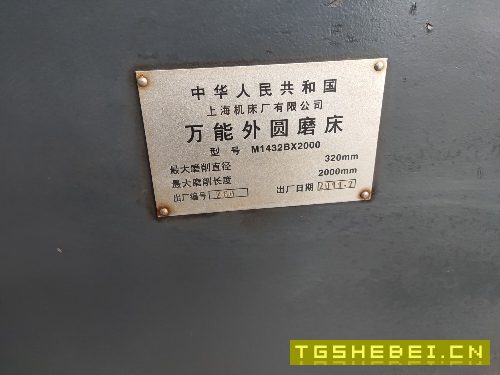 中华人民共和国
上海机床厂有限公司
万能外圆磨床
型号 M1432BX2000
最大磨削直径 320mm
最大磨削长度 2000mm
出厂编号 出厂日期
TGSHEBEI.CN